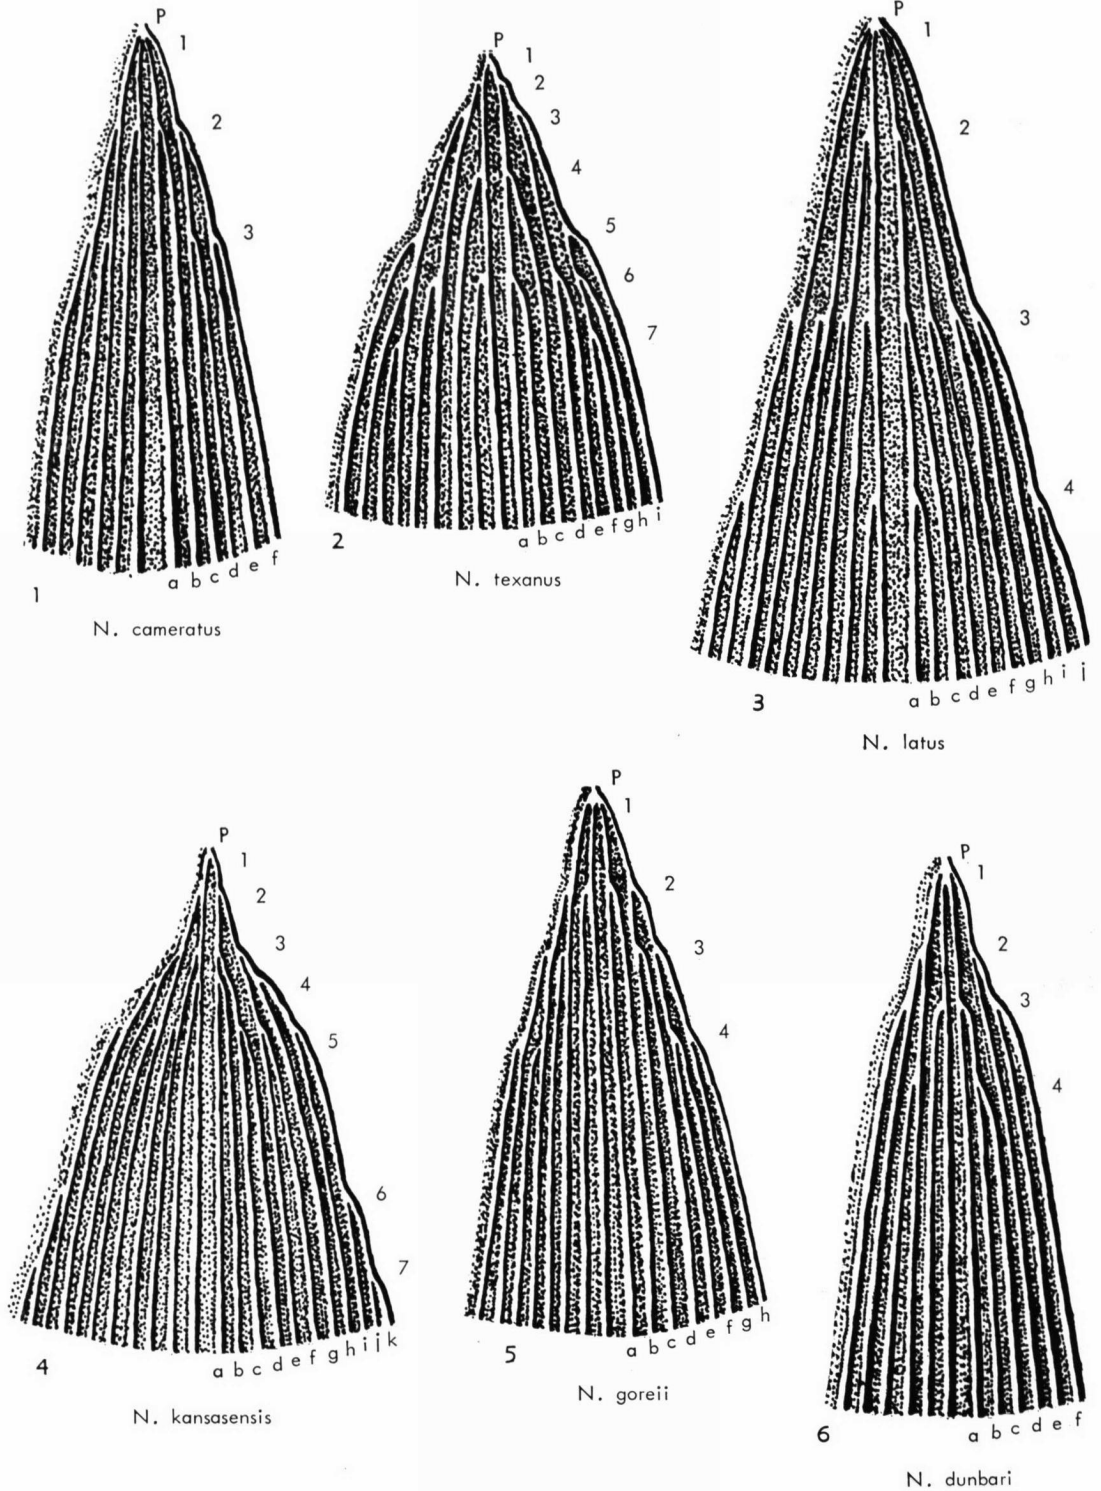 P
1
2
3
a b c d e f
1
N. cameratus
P
1
2
3
4
5
6
7
a b c d e f g h i
2
N. texanus
P
1
2
3
4
a b c d e f g h i j
3
N. latus
P
1
2
3
4
5
6
7
a b c d e f g h i j k
4
N. kansasensis
P
1
2
3
4
a b c d e f g h
5
N. goreii
P
1
2
3
4
a b c d e f
6
N. dunbari